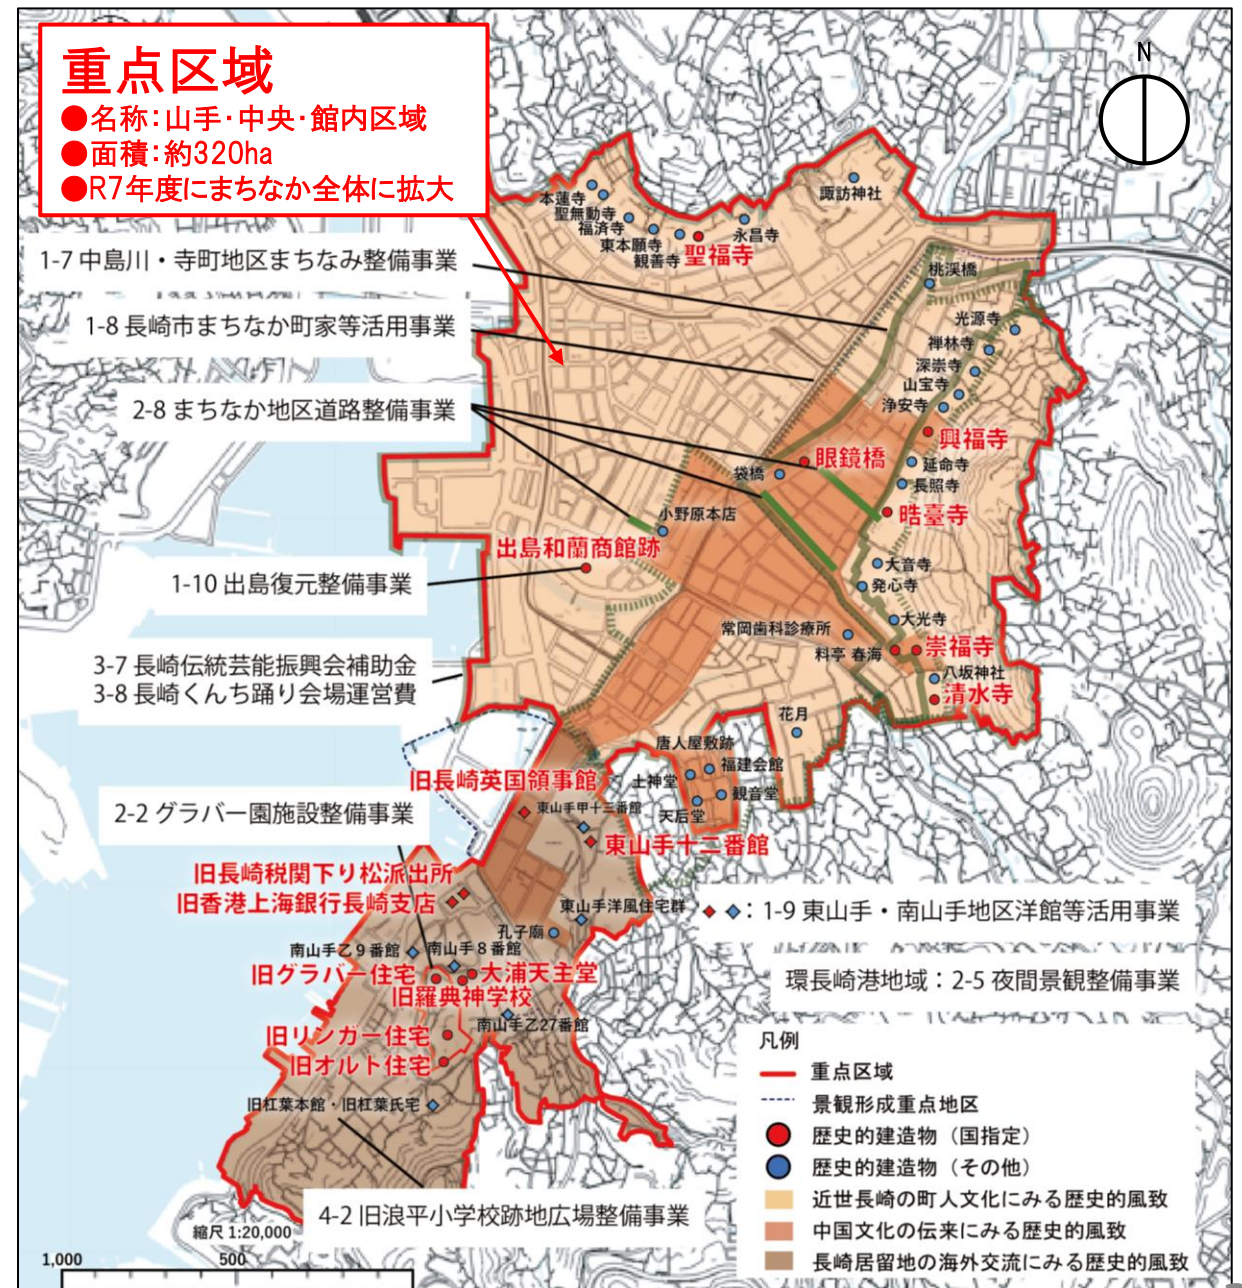 重点区域
●名称：山手・中央・館内区域
●面積：約320ha
●R7年度にまちなか全体に拡大
N
1-7 中島川・寺町地区まちなみ整備事業
1-8 長崎市まちなか町家等活用事業
2-8 まちなか地区道路整備事業
1-10 出島復元整備事業
3-7 長崎伝統芸能振興会補助金
3-8 長崎くんち踊り会場運営費
2-2 グラバー園施設整備事業
本蓮寺
聖無動寺
福済寺
東本願寺
観善寺
聖福寺
永昌寺
諏訪神社
桃渓橋
光源寺
禅林寺
深崇寺
山宝寺
浄安寺
興福寺
眼鏡橋
袋橋
延命寺
長照寺
小野原本店
晧臺寺
出島和蘭商館跡
大音寺
発心寺
大光寺
常岡歯科診療所
料亭 春海
崇福寺
八坂神社
清水寺
花月
唐人屋敷跡
福建会館
土神堂
観音堂
天后堂
旧長崎英国領事館
東山手甲十三番館
東山手十二番館
旧長崎税関下り松派出所
旧香港上海銀行長崎支店
東山手洋風住宅群
孔子廟
南山手乙９番館
南山手８番館
旧グラバー住宅
大浦天主堂
旧羅典神学校
南山手乙27番館
旧リンガー住宅
旧オルト住宅
旧杠葉本館・旧杠葉氏宅
：1-9 東山手・南山手地区洋館等活用事業
環長崎港地域：2-5 夜間景観整備事業
4-2 旧浪平小学校跡地広場整備事業
凡例
重点区域
景観形成重点地区
歴史的建造物（国指定）
歴史的建造物（その他）
近世長崎の町人文化にみる歴史的風致
中国文化の伝来にみる歴史的風致
長崎居留地の海外交流にみる歴史的風致
縮尺 1:20,000
1,000 500